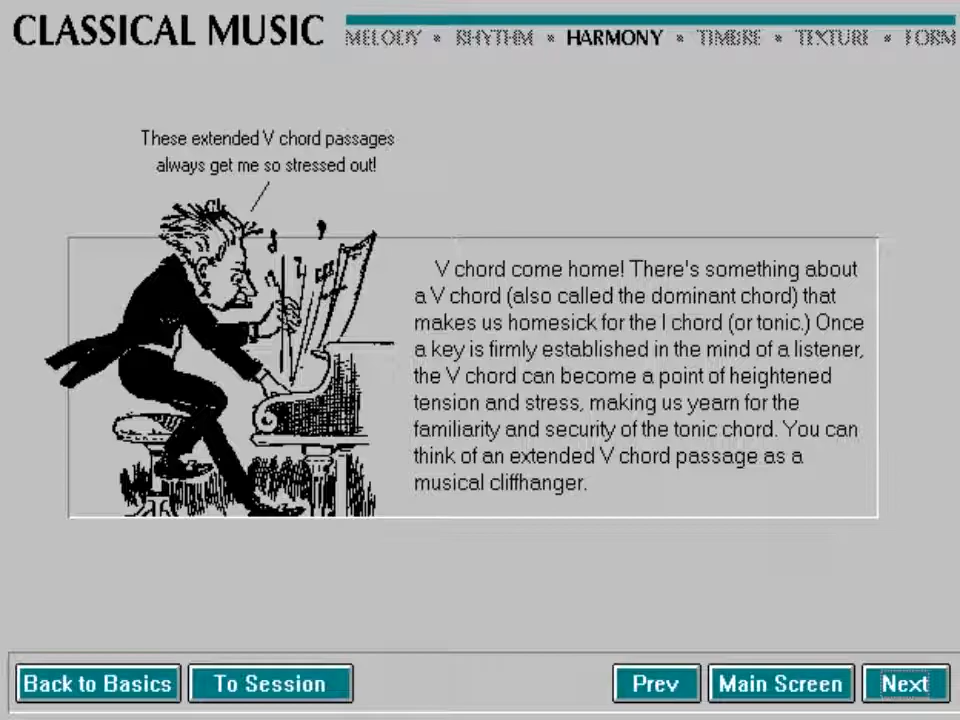 CLASSICAL MUSIC
MELODY • RHYTHM • HARMONY • TIMBRE • TEXTURE • FORM
These extended V chord passages
always get me so stressed out!
V chord come home! There's something about
a V chord (also called the dominant chord) that
makes us homesick for the I chord (or tonic.) Once
a key is firmly established in the mind of a listener,
the V chord can become a point of heightened
tension and stress, making us yearn for the
familiarity and security of the tonic chord. You can
think of an extended V chord passage as a
musical cliffhanger.
Back to Basics To Session Prev Main Screen Next